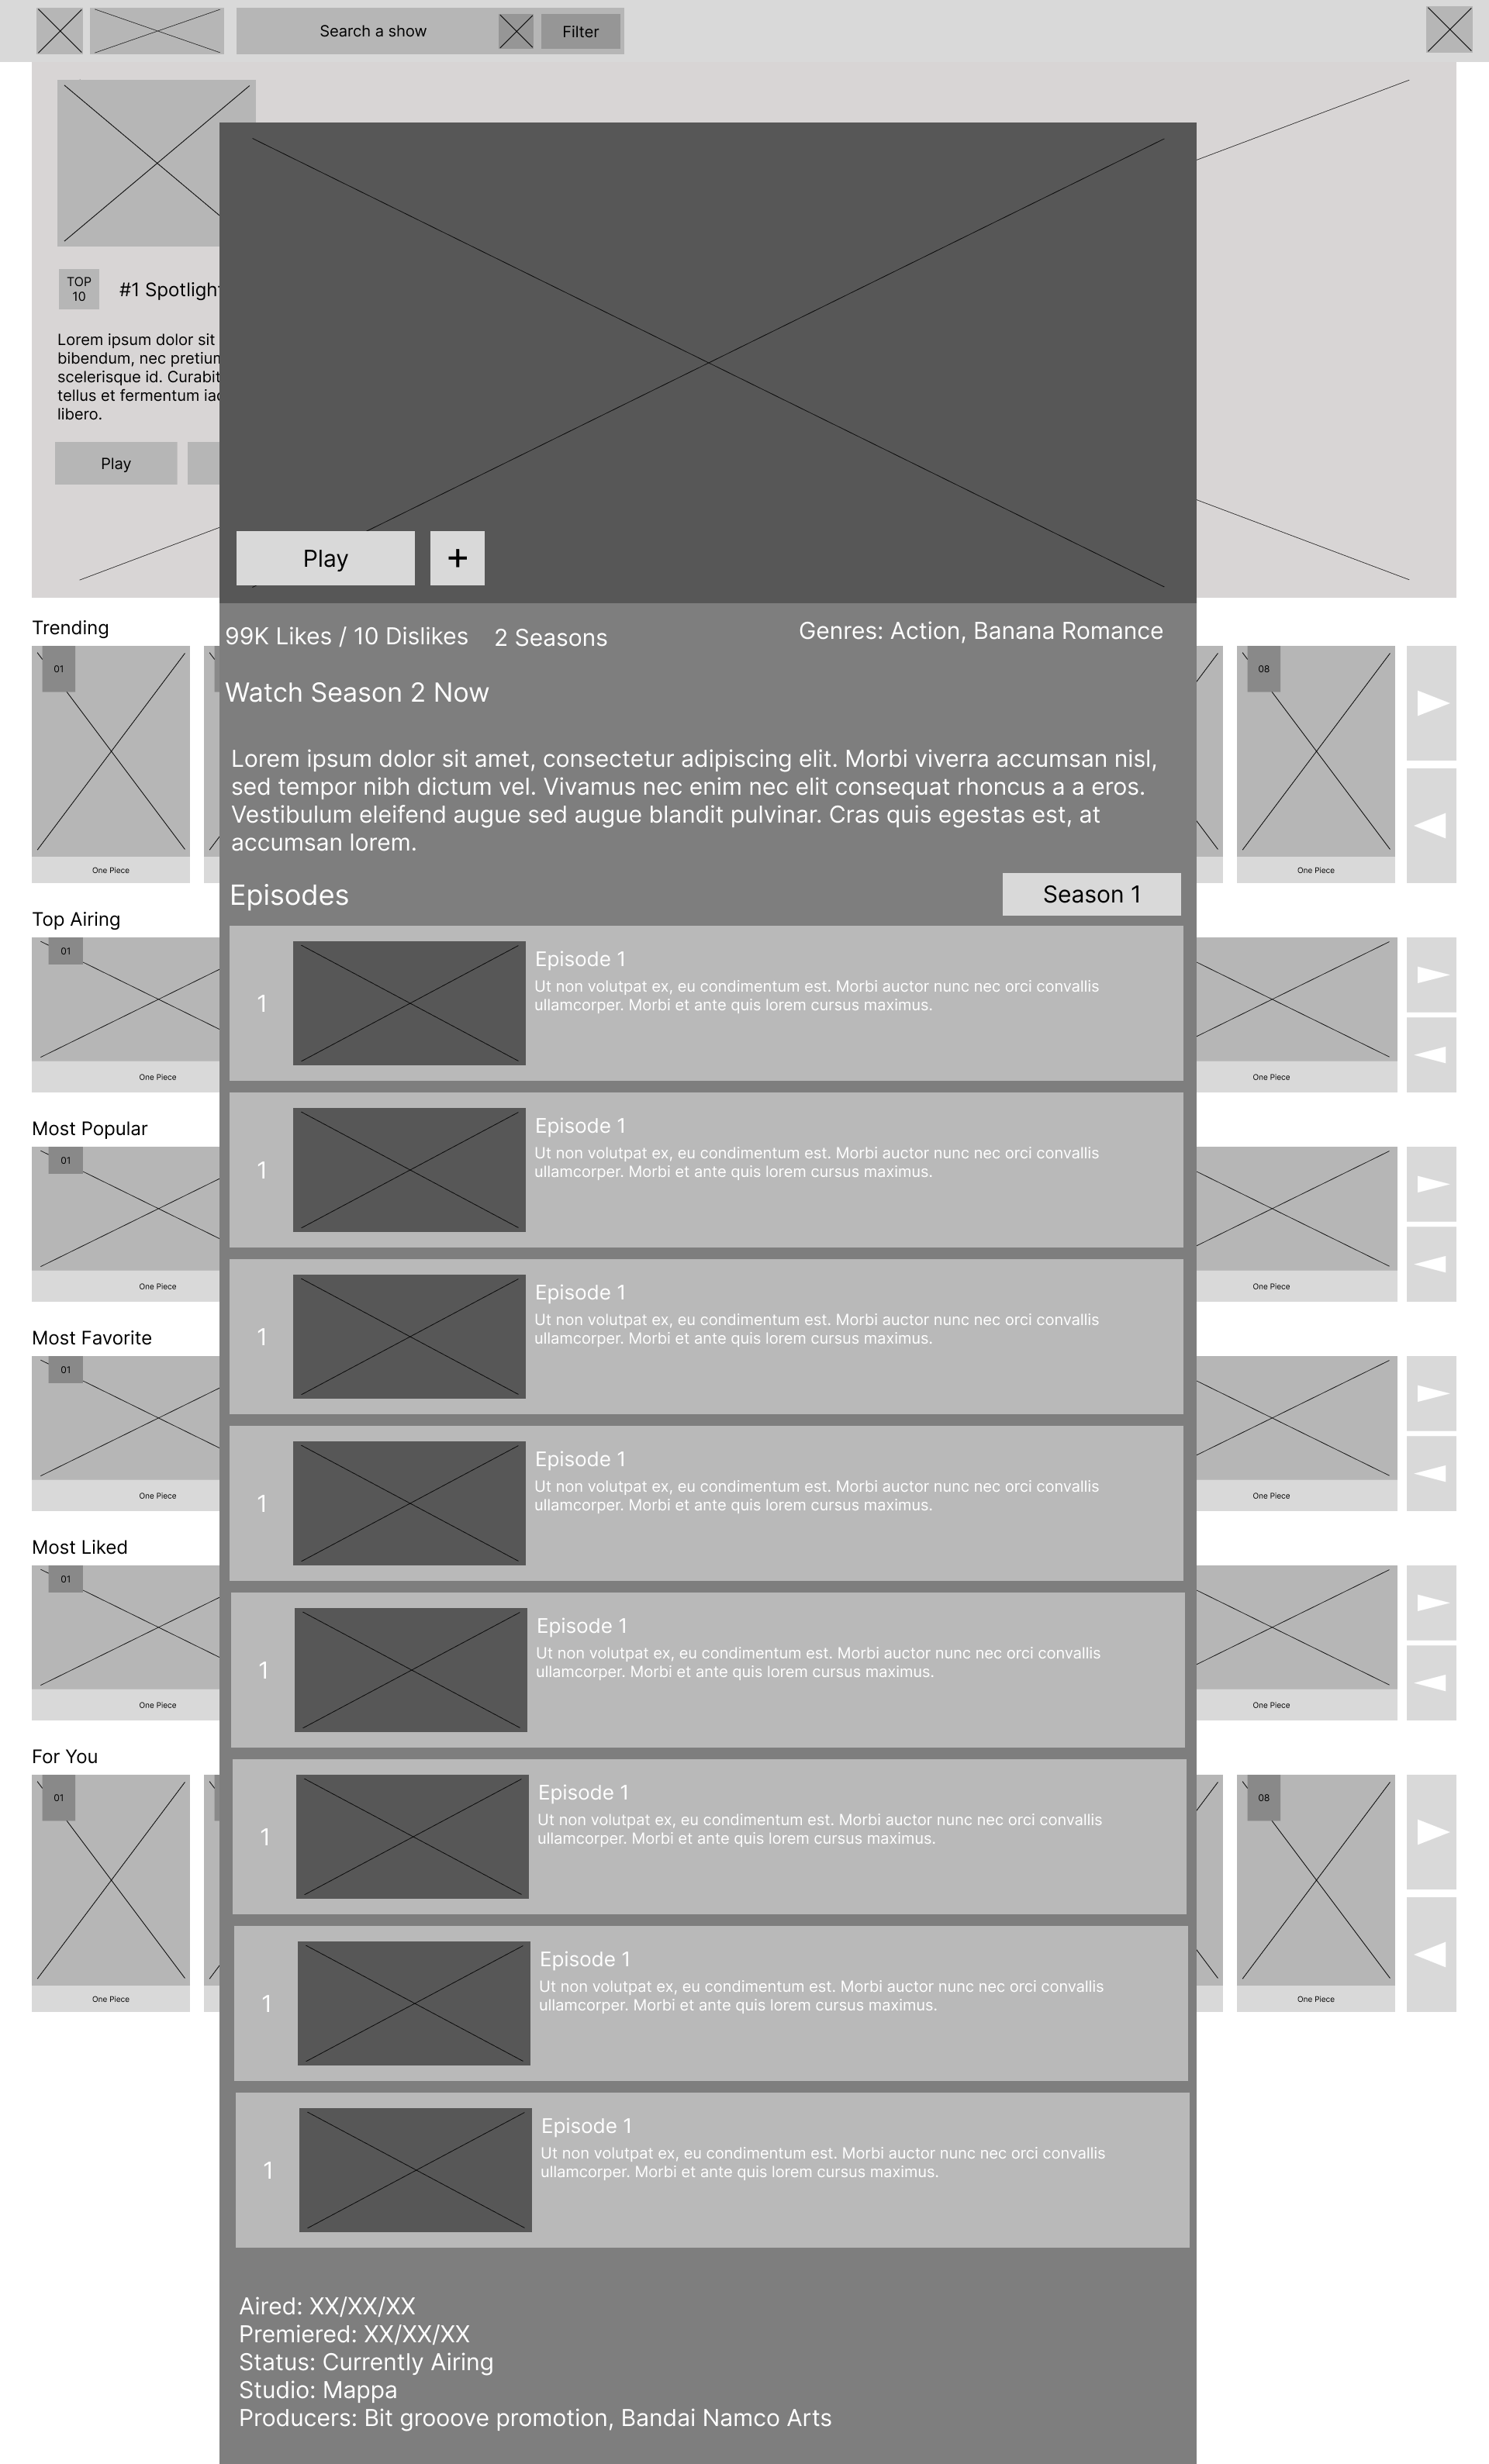 Search a show
Filter
TOP
10
#1 Spotlight
Lorem ipsum dolor sit
bibendum, nec pretium
scelerisque id. Curabit
tellus et fermentum iac
libero.
Play
Play
+
99K Likes / 10 Dislikes
2 Seasons
Genres: Action, Banana Romance
Watch Season 2 Now
Lorem ipsum dolor sit amet, consectetur adipiscing elit. Morbi viverra accumsan nisl,
sed tempor nibh dictum vel. Vivamus nec enim nec elit consequat rhoncus a a eros.
Vestibulum eleifend augue sed augue blandit pulvinar. Cras quis egestas est, at
accumsan lorem.
Episodes
Season 1
1
Episode 1
Ut non volutpat ex, eu condimentum est. Morbi auctor nunc nec orci convallis
ullamcorper. Morbi et ante quis lorem cursus maximus.
1
Episode 1
Ut non volutpat ex, eu condimentum est. Morbi auctor nunc nec orci convallis
ullamcorper. Morbi et ante quis lorem cursus maximus.
1
Episode 1
Ut non volutpat ex, eu condimentum est. Morbi auctor nunc nec orci convallis
ullamcorper. Morbi et ante quis lorem cursus maximus.
1
Episode 1
Ut non volutpat ex, eu condimentum est. Morbi auctor nunc nec orci convallis
ullamcorper. Morbi et ante quis lorem cursus maximus.
1
Episode 1
Ut non volutpat ex, eu condimentum est. Morbi auctor nunc nec orci convallis
ullamcorper. Morbi et ante quis lorem cursus maximus.
1
Episode 1
Ut non volutpat ex, eu condimentum est. Morbi auctor nunc nec orci convallis
ullamcorper. Morbi et ante quis lorem cursus maximus.
1
Episode 1
Ut non volutpat ex, eu condimentum est. Morbi auctor nunc nec orci convallis
ullamcorper. Morbi et ante quis lorem cursus maximus.
1
Episode 1
Ut non volutpat ex, eu condimentum est. Morbi auctor nunc nec orci convallis
ullamcorper. Morbi et ante quis lorem cursus maximus.
Aired: XX/XX/XX
Premiered: XX/XX/XX
Status: Currently Airing
Studio: Mappa
Producers: Bit grooove promotion, Bandai Namco Arts
Trending
01
One Piece
08
One Piece
Top Airing
01
One Piece
One Piece
Most Popular
01
One Piece
One Piece
Most Favorite
01
One Piece
One Piece
Most Liked
01
One Piece
One Piece
For You
01
One Piece
08
One Piece